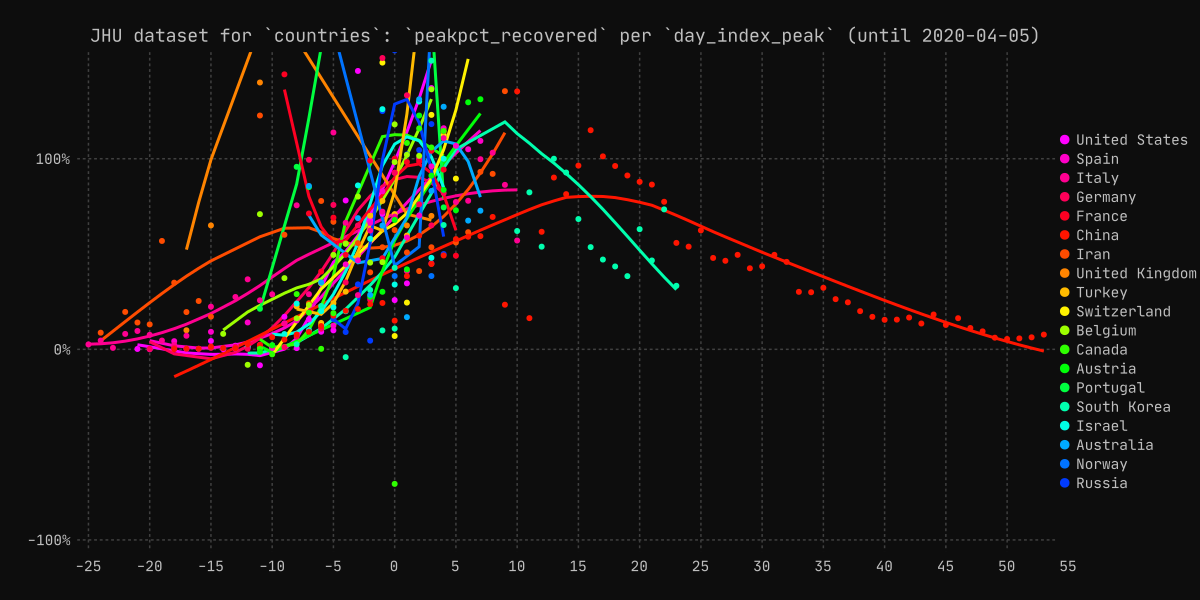 JHU dataset for `countries`: `peakpct_recovered` per `day_index_peak` (until 2020-04-05)
United States
Spain
100%
Italy
Germany
France
China
Iran
United Kingdom
Turkey
Switzerland
Belgium
0%
Canada
Austria
Portugal
South Korea
Israel
Australia
Norway
Russia
-100%
-25 -20 -15 -10 -5 0 5 10 15 20 25 30 35 40 45 50 55